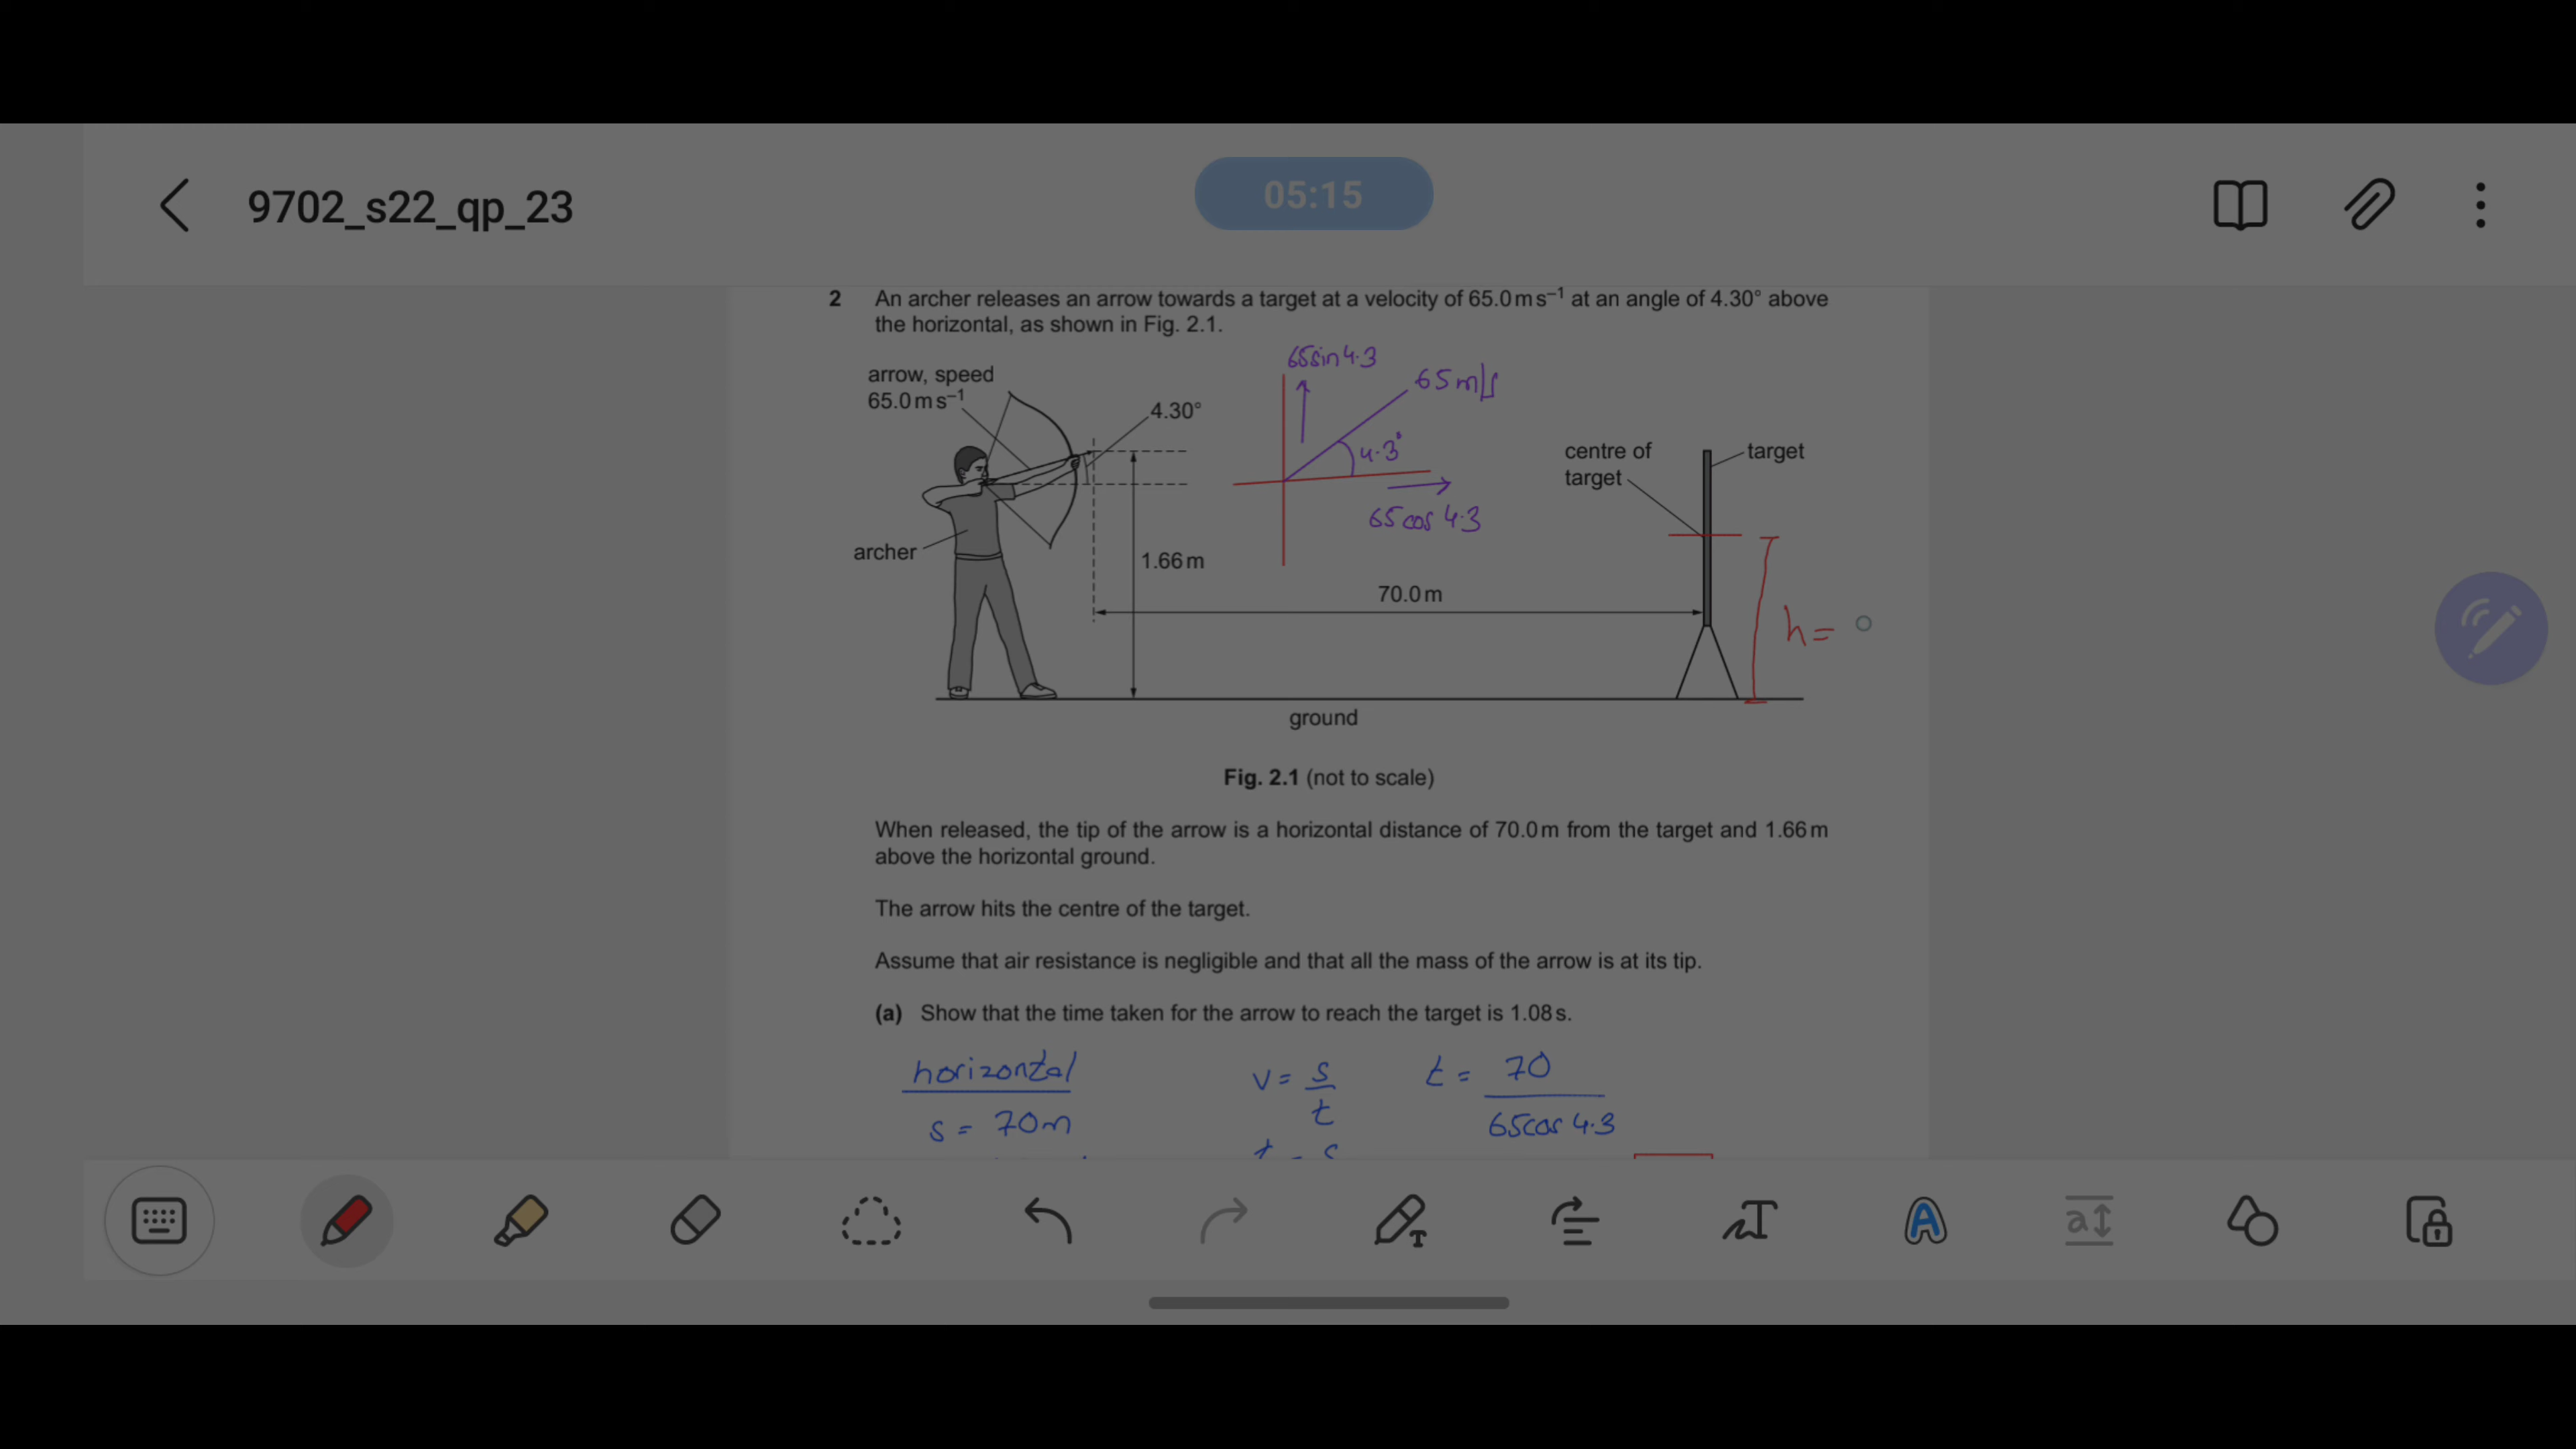 9702_s22_qp_23
05:15
2 An archer releases an arrow towards a target at a velocity of 65.0 m s⁻¹ at an angle of 4.30° above
the horizontal, as shown in Fig. 2.1.
65sin4.3
arrow, speed
65.0 m s⁻¹
65 m/s
4.30°
4.3°
centre of
target
target
65 cos 4.3
archer
1.66 m
70.0 m
h =
ground
Fig. 2.1 (not to scale)
When released, the tip of the arrow is a horizontal distance of 70.0 m from the target and 1.66 m
above the horizontal ground.
The arrow hits the centre of the target.
Assume that air resistance is negligible and that all the mass of the arrow is at its tip.
(a) Show that the time taken for the arrow to reach the target is 1.08 s.
horizontal
s = 70m
v = s
t
t = 70
65cos 4.3